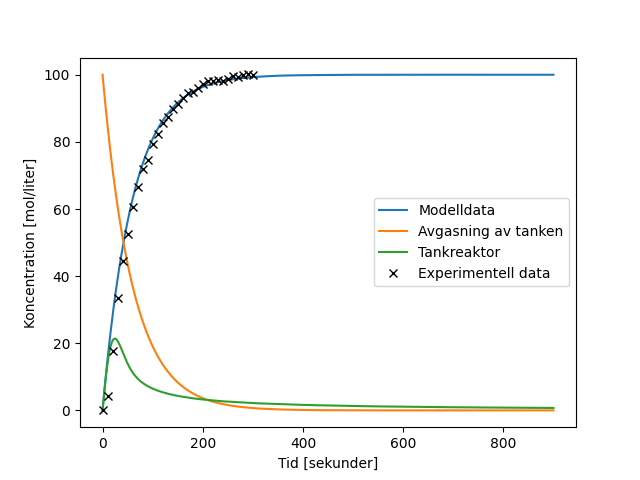 100
80
60
40
20
0
Koncentration [mol/liter]
Modelldata
Avgasning av tanken
Tankreaktor
Experimentell data
0 200 400 600 800
Tid [sekunder]